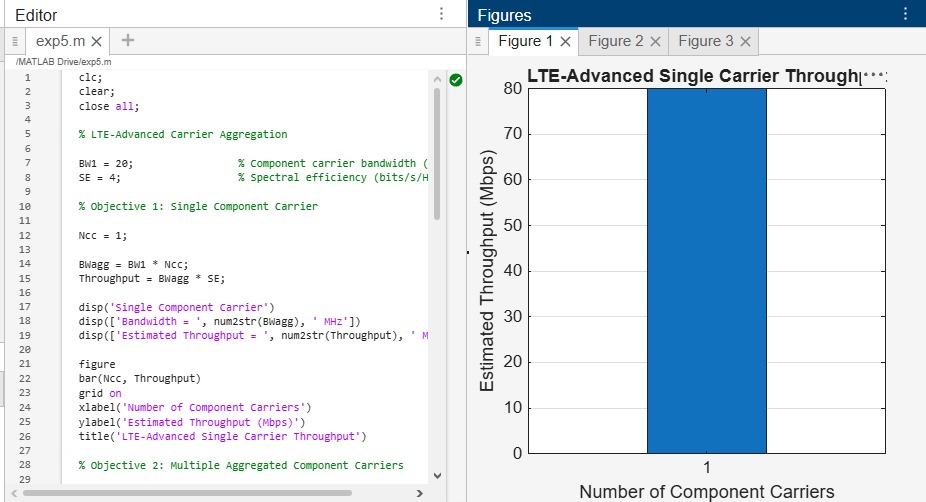 Editor
exp5.m
/MATLAB Drive/exp5.m
1 clc;
2 clear;
3 close all;
4
5 % LTE-Advanced Carrier Aggregation
6
7 BW1 = 20; % Component carrier bandwidth (
8 SE = 4; % Spectral efficiency (bits/s/H
9
10 % Objective 1: Single Component Carrier
11
12 Ncc = 1;
13
14 BWagg = BW1 * Ncc;
15 Throughput = BWagg * SE;
16
17 disp('Single Component Carrier')
18 disp(['Bandwidth = ', num2str(BWagg), ' MHz'])
19 disp(['Estimated Throughput = ', num2str(Throughput), ' M
20
21 figure
22 bar(Ncc, Throughput)
23 grid on
24 xlabel('Number of Component Carriers')
25 ylabel('Estimated Throughput (Mbps)')
26 title('LTE-Advanced Single Carrier Throughput')
27
28 % Objective 2: Multiple Aggregated Component Carriers
29
Figures
Figure 1 Figure 2 Figure 3
LTE-Advanced Single Carrier Through
Estimated Throughput (Mbps)
80
70
60
50
40
30
20
10
0
1
Number of Component Carriers